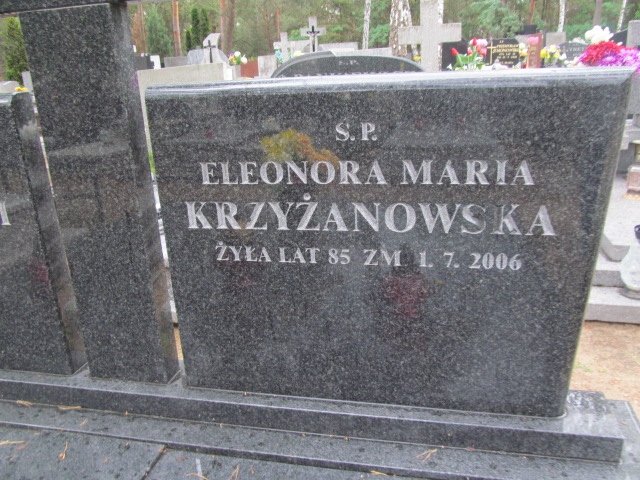 S.P.
ELEONORA MARIA
KRZYŻANOWSKA
ŻYŁA LAT 85 ZM 1. 7. 2006